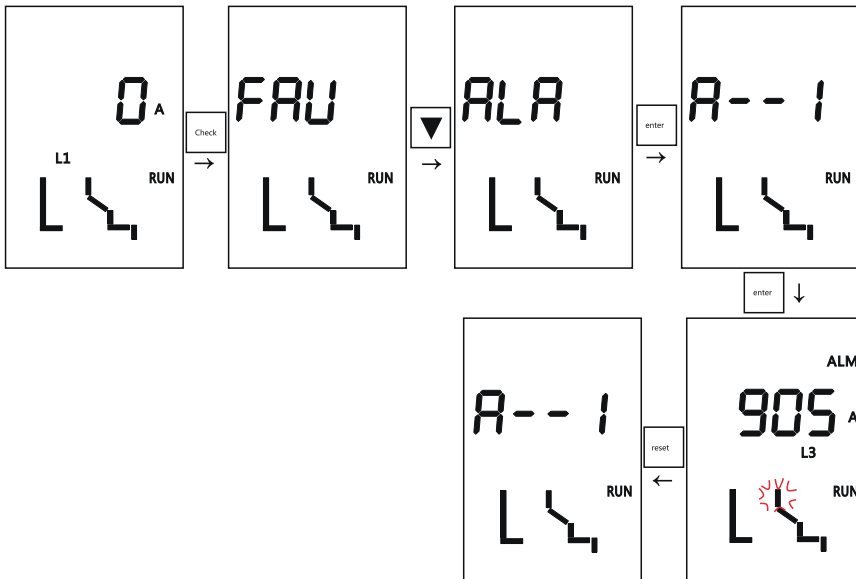 0 A
L1
RUN
Check
→
FAU
RUN
▼
→
ALA
RUN
enter
→
A--1
RUN
enter ↓
ALM
905 A
L3
RUN
reset
←
A--1
RUN